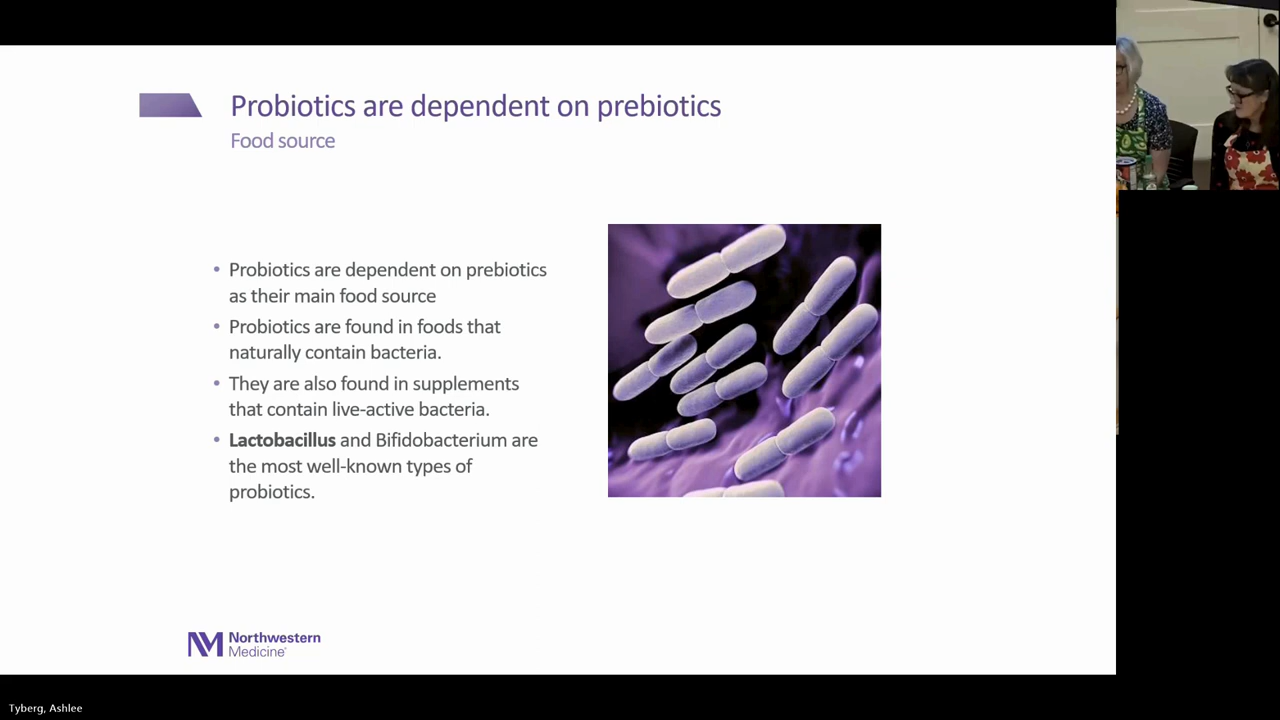 Probiotics are dependent on prebiotics
Food source
• Probiotics are dependent on prebiotics
as their main food source
• Probiotics are found in foods that
naturally contain bacteria.
• They are also found in supplements
that contain live-active bacteria.
• Lactobacillus and Bifidobacterium are
the most well-known types of
probiotics.
NM Northwestern
Medicine
Tyberg, Ashlee